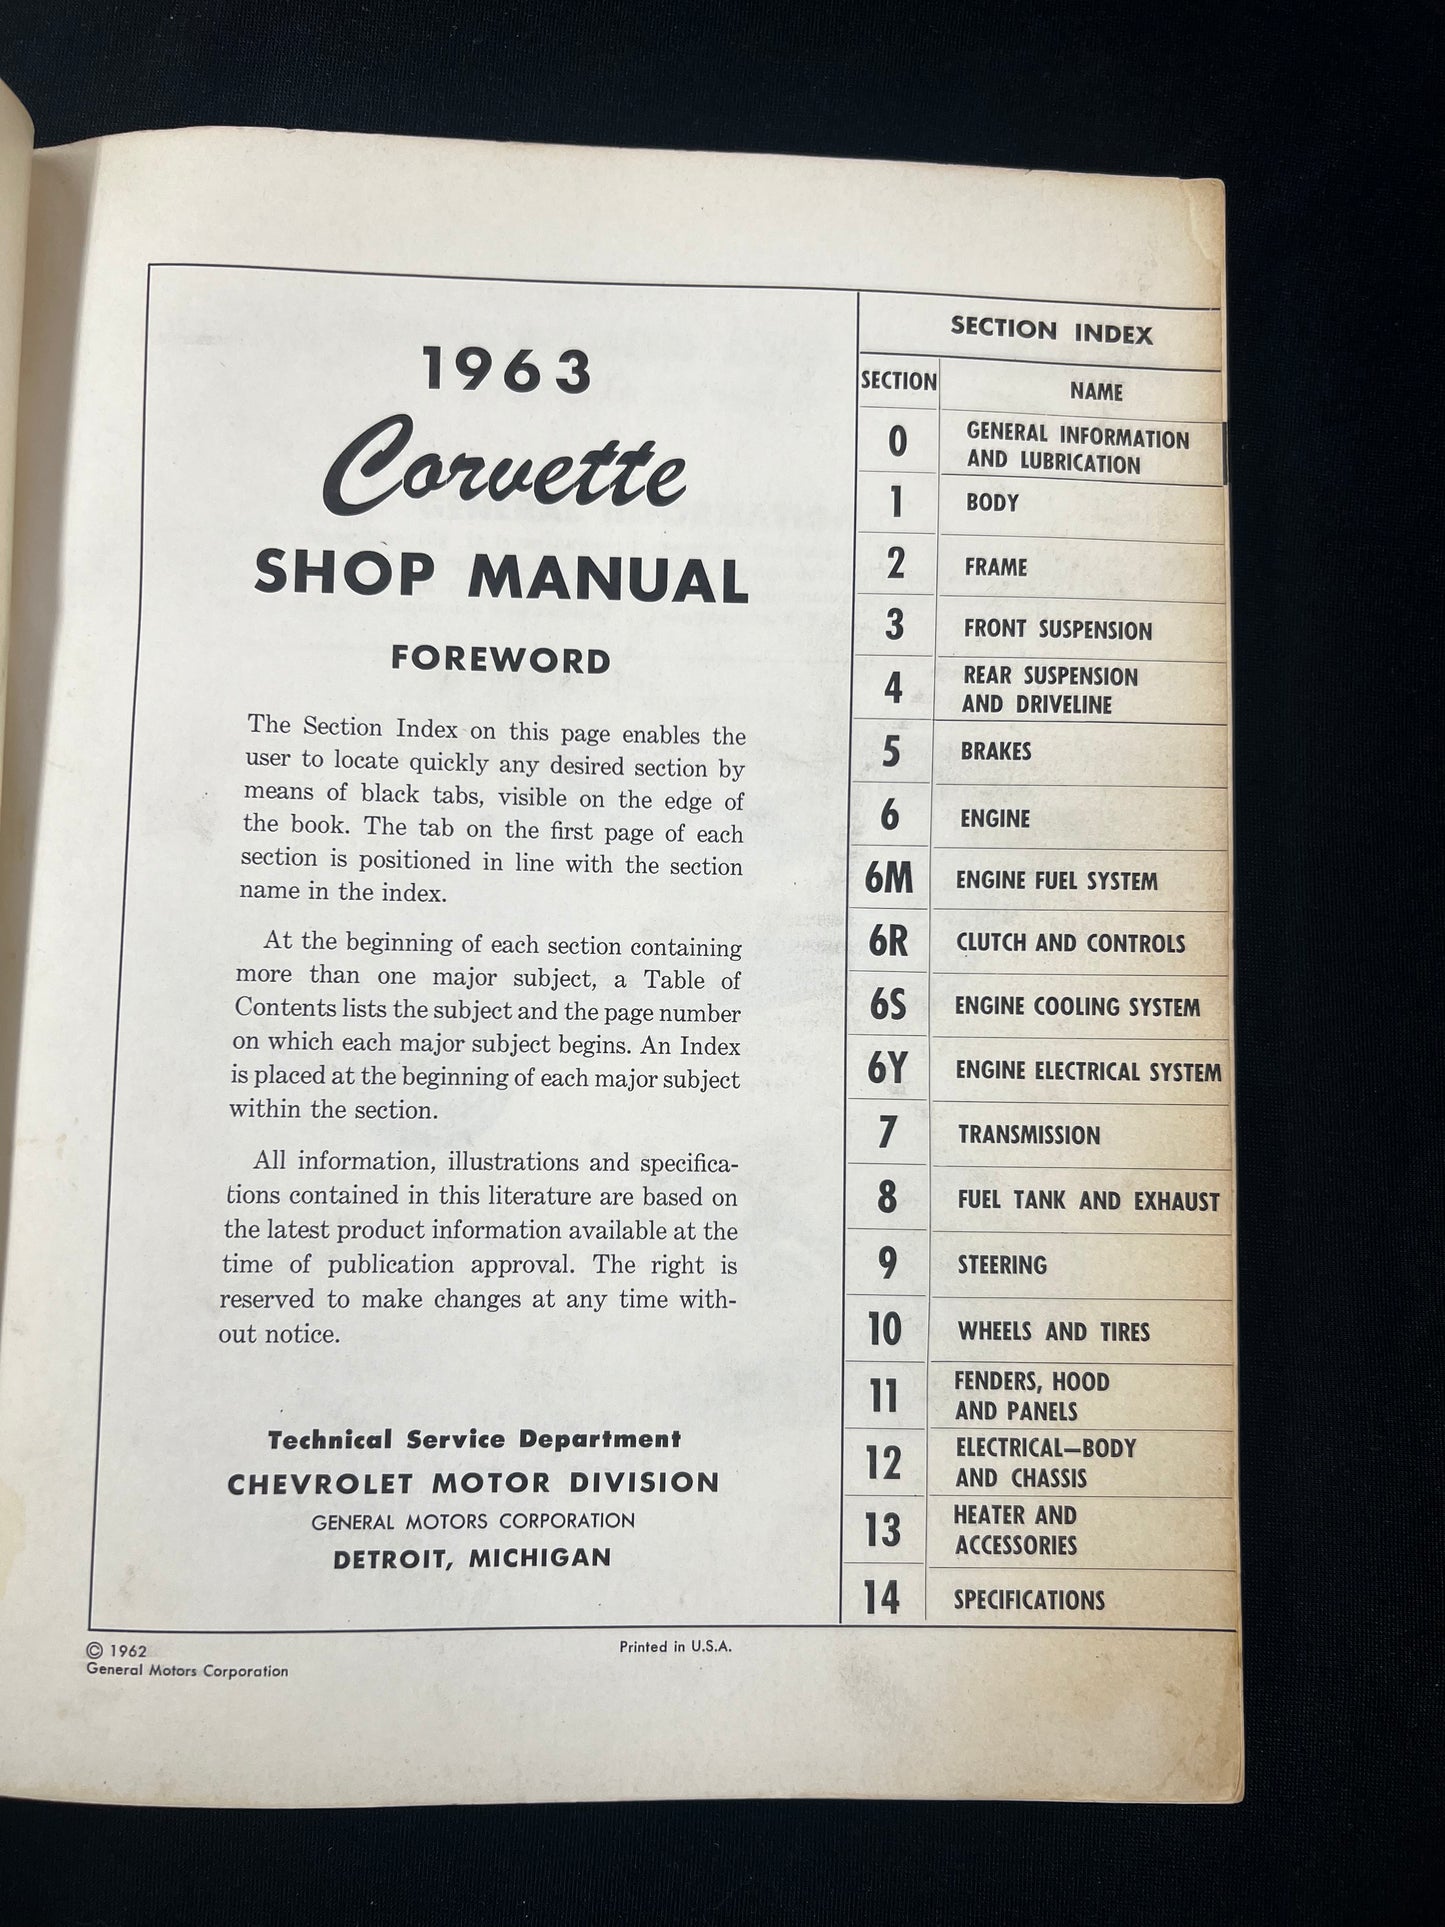 1963
Corvette
SHOP MANUAL
FOREWORD
The Section Index on this page enables the
user to locate quickly any desired section by
means of black tabs, visible on the edge of
the book. The tab on the first page of each
section is positioned in line with the section
name in the index.
At the beginning of each section containing
more than one major subject, a Table of
Contents lists the subject and the page number
on which each major subject begins. An Index
is placed at the beginning of each major subject
within the section.
All information, illustrations and specifica-
tions contained in this literature are based on
the latest product information available at the
time of publication approval. The right is
reserved to make changes at any time with-
out notice.
Technical Service Department
CHEVROLET MOTOR DIVISION
GENERAL MOTORS CORPORATION
DETROIT, MICHIGAN
SECTION INDEX
SECTION NAME
0 GENERAL INFORMATION
AND LUBRICATION
1 BODY
2 FRAME
3 FRONT SUSPENSION
4 REAR SUSPENSION
AND DRIVELINE
5 BRAKES
6 ENGINE
6M ENGINE FUEL SYSTEM
6R CLUTCH AND CONTROLS
6S ENGINE COOLING SYSTEM
6Y ENGINE ELECTRICAL SYSTEM
7 TRANSMISSION
8 FUEL TANK AND EXHAUST
9 STEERING
10 WHEELS AND TIRES
11 FENDERS, HOOD
AND PANELS
12 ELECTRICAL—BODY
AND CHASSIS
13 HEATER AND
ACCESSORIES
14 SPECIFICATIONS
© 1962
General Motors Corporation
Printed in U.S.A.